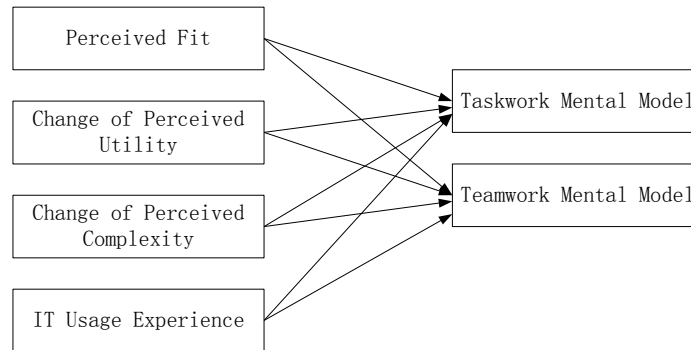 Perceived Fit
Change of Perceived
Utility
Change of Perceived
Complexity
IT Usage Experience
Taskwork Mental Model
Teamwork Mental Model